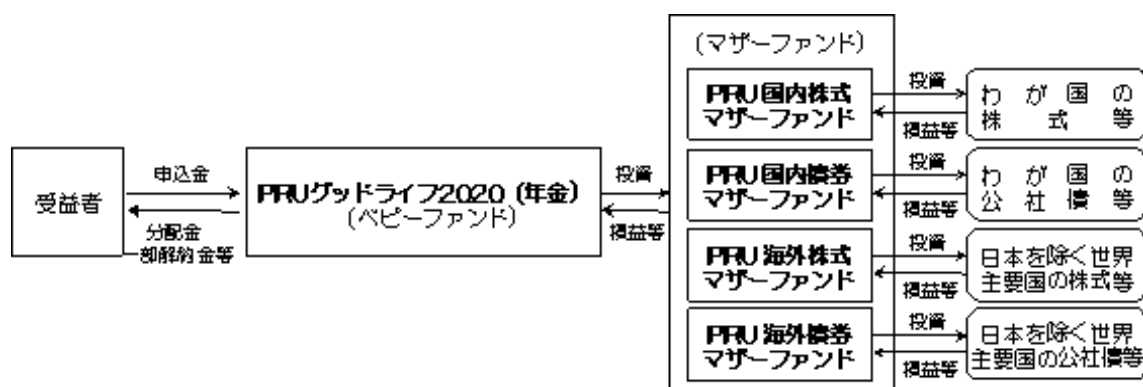 (マザーファンド)
PRU国内株式
マザーファンド
投資
損益等
わが国の
株式等
受益者
申込金
分配金
一部解約金等
PRUグッドライフ2020(年金)
(ベビーファンド)
投資
損益等
PRU国内債券
マザーファンド
投資
損益等
わが国の
公社債等
PRU海外株式
マザーファンド
投資
損益等
日本を除く世界
主要国の株式等
PRU海外債券
マザーファンド
投資
損益等
日本を除く世界
主要国の公社債等